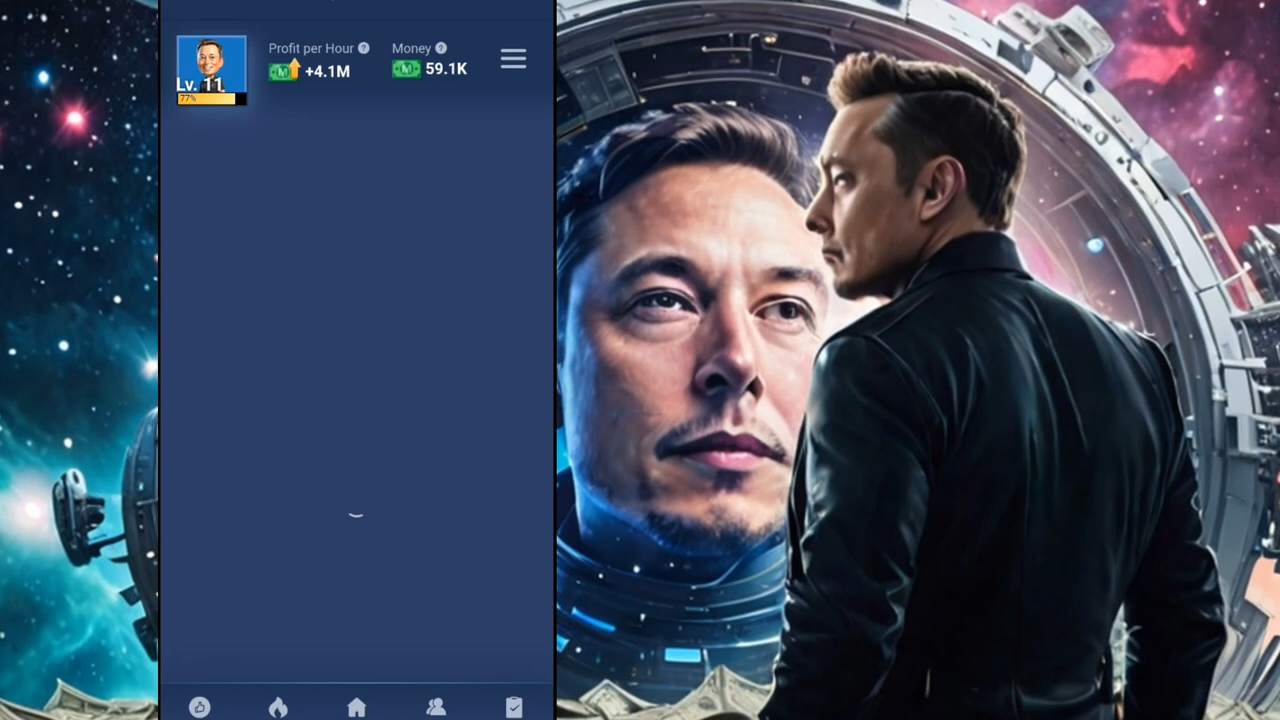 Profit per Hour ?
+4.1M
Money ?
59.1K
Lv. 11
77%